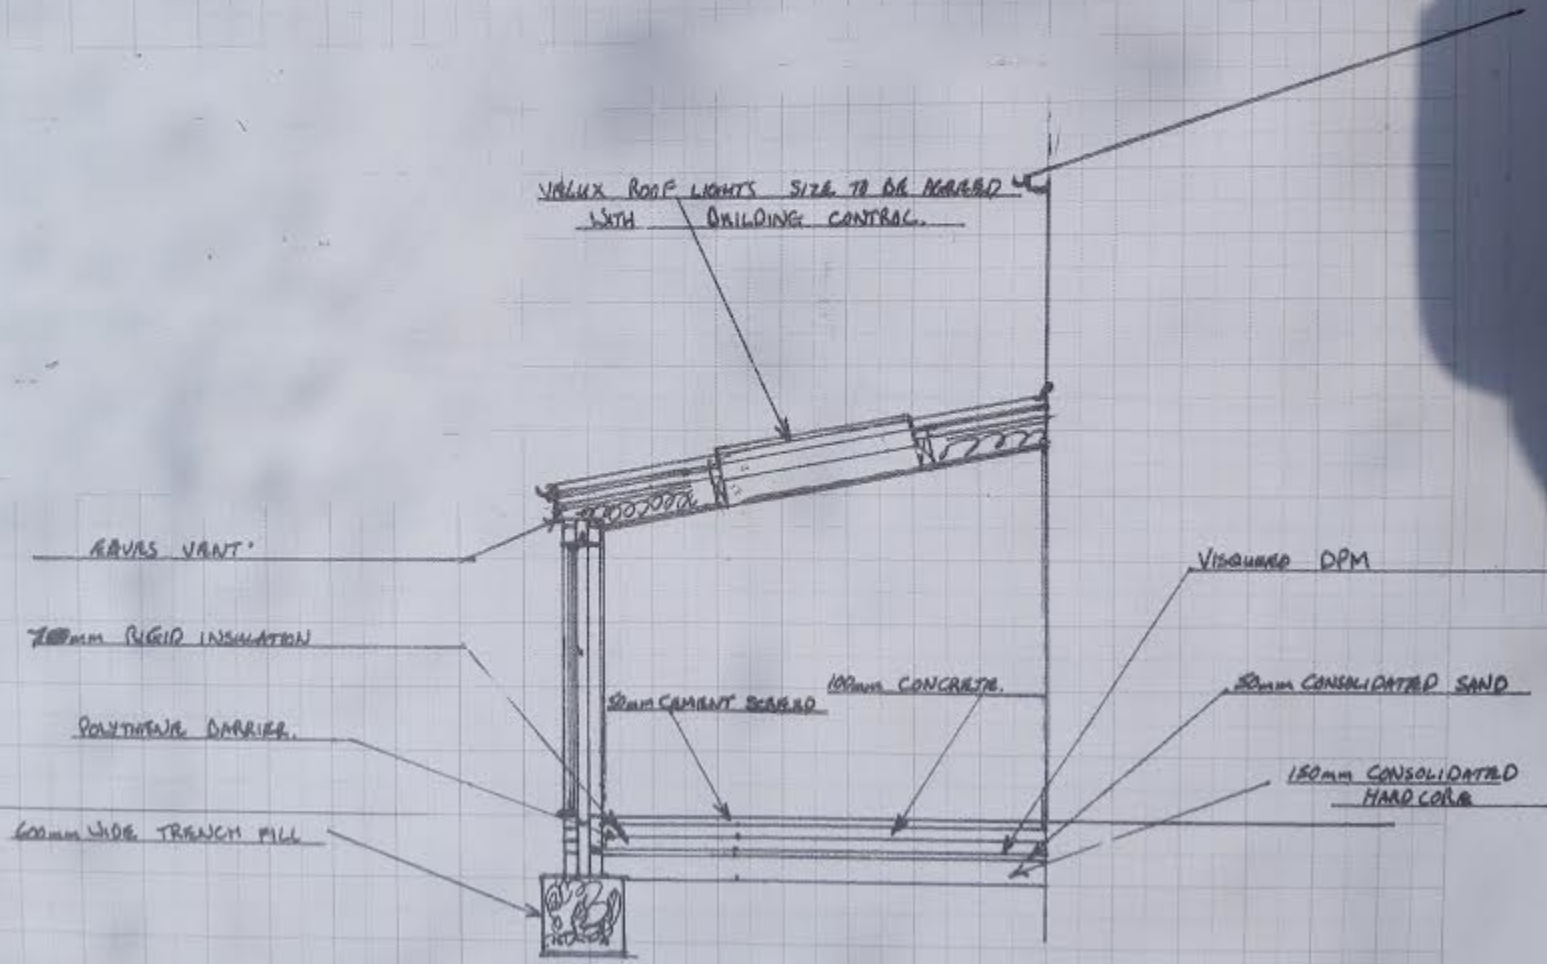 VELUX ROOF LIGHTS SIZE TO BE AGREED
WITH BUILDING CONTROL.
EAVES VENT'
VISQUEED DPM
mm RIGID INSULATION
100mm CONCRETE.
50mm CONSOLIDATED SAND
50mm CEMENT SCREED
POLYTHENE BARRIER.
150mm CONSOLIDATED
HARD CORE
600mm WIDE TRENCH FILL